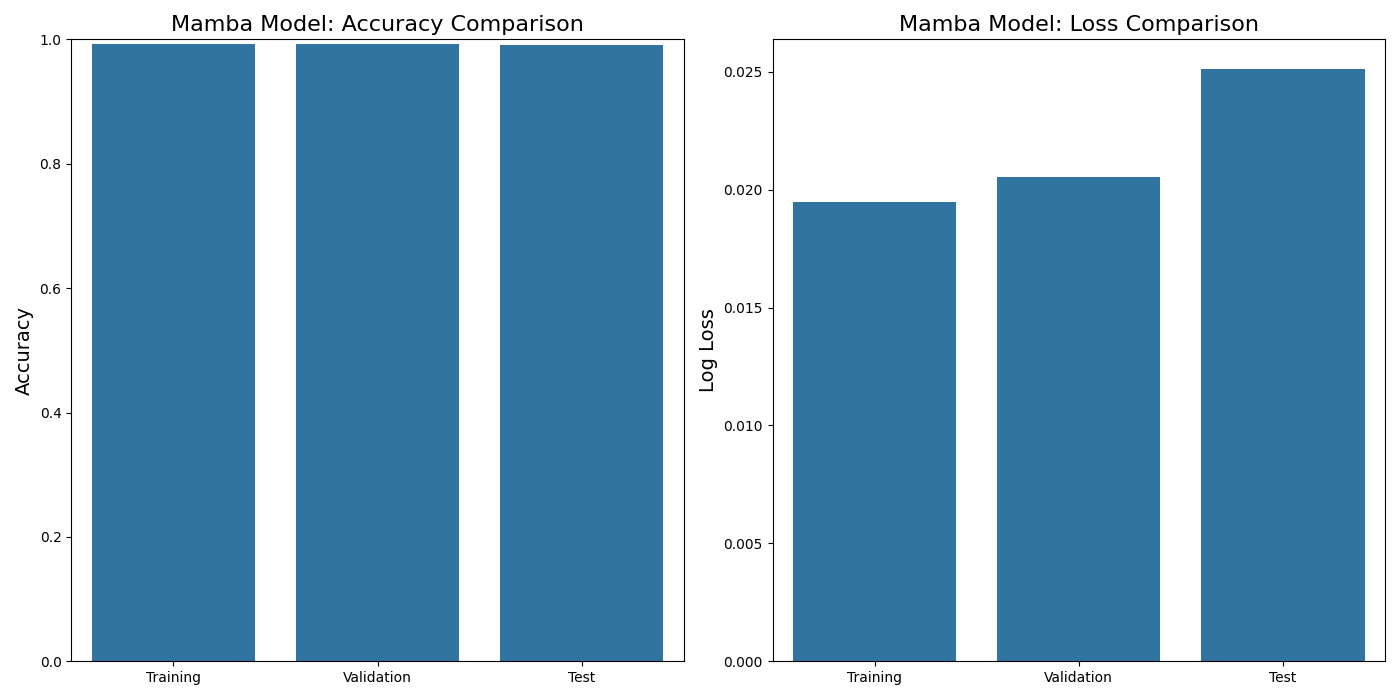 Mamba Model: Accuracy Comparison
1.0
0.8
0.6
0.4
0.2
0.0
Accuracy
Training Validation Test
Mamba Model: Loss Comparison
0.025
0.020
0.015
0.010
0.005
0.000
Log Loss
Training Validation Test